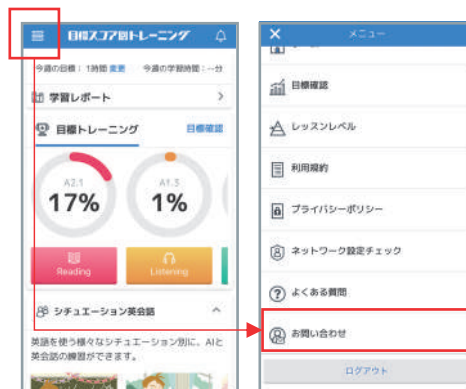 目標スコア別トレーニング
今週の目標：1時間 変更 今週の学習時間：--分
学習レポート
目標トレーニング 目標確認
A2.1
17%
A1.3
1%
Reading
Listening
シチュエーション英会話
英語を使う様々なシチュエーション別に、AIと
英会話の練習ができます。
メニュー
目標確認
レッスンレベル
利用規約
プライバシーポリシー
ネットワーク設定チェック
よくある質問
お問い合わせ
ログアウト